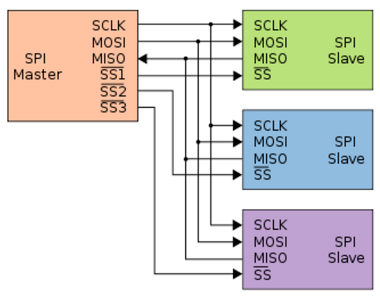 SPI
Master
SCLK
MOSI
MISO
SS1
SS2
SS3
SCLK
MOSI
MISO
SS
SPI
Slave
SCLK
MOSI
MISO
SS
SPI
Slave
SCLK
MOSI
MISO
SS
SPI
Slave